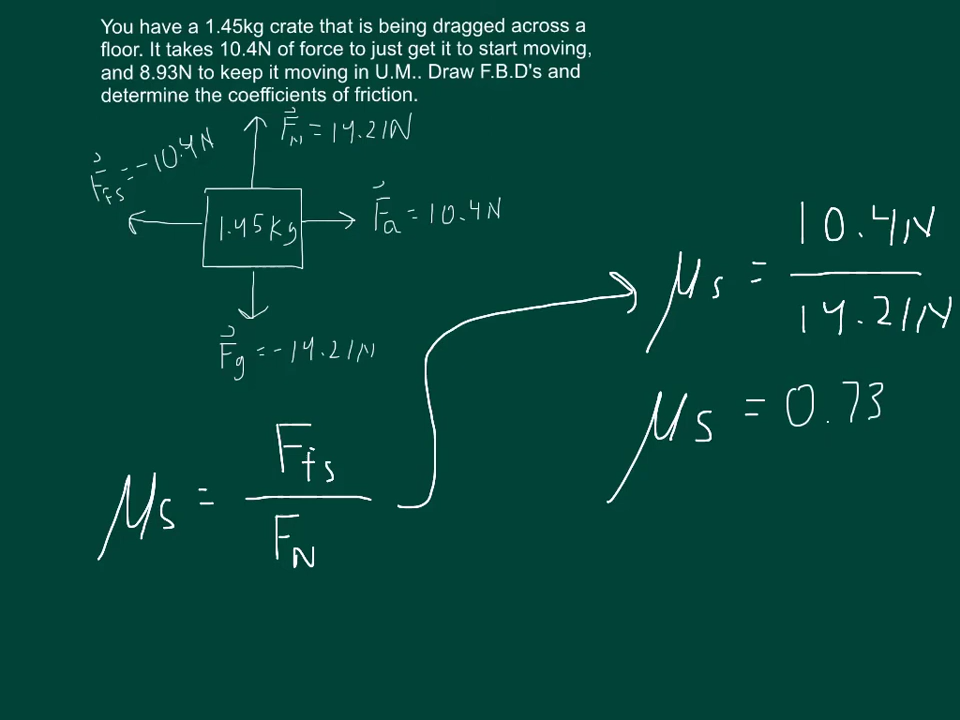 You have a 1.45kg crate that is being dragged across a
floor. It takes 10.4N of force to just get it to start moving,
and 8.93N to keep it moving in U.M.. Draw F.B.D's and
determine the coefficients of friction.
F⃗N = 14.21N
F⃗fs = -10.4N
1.45kg
F⃗a = 10.4N
F⃗g = -14.21N
μs = Ffs / FN
μs = 10.4N / 14.21N
μs = 0.73